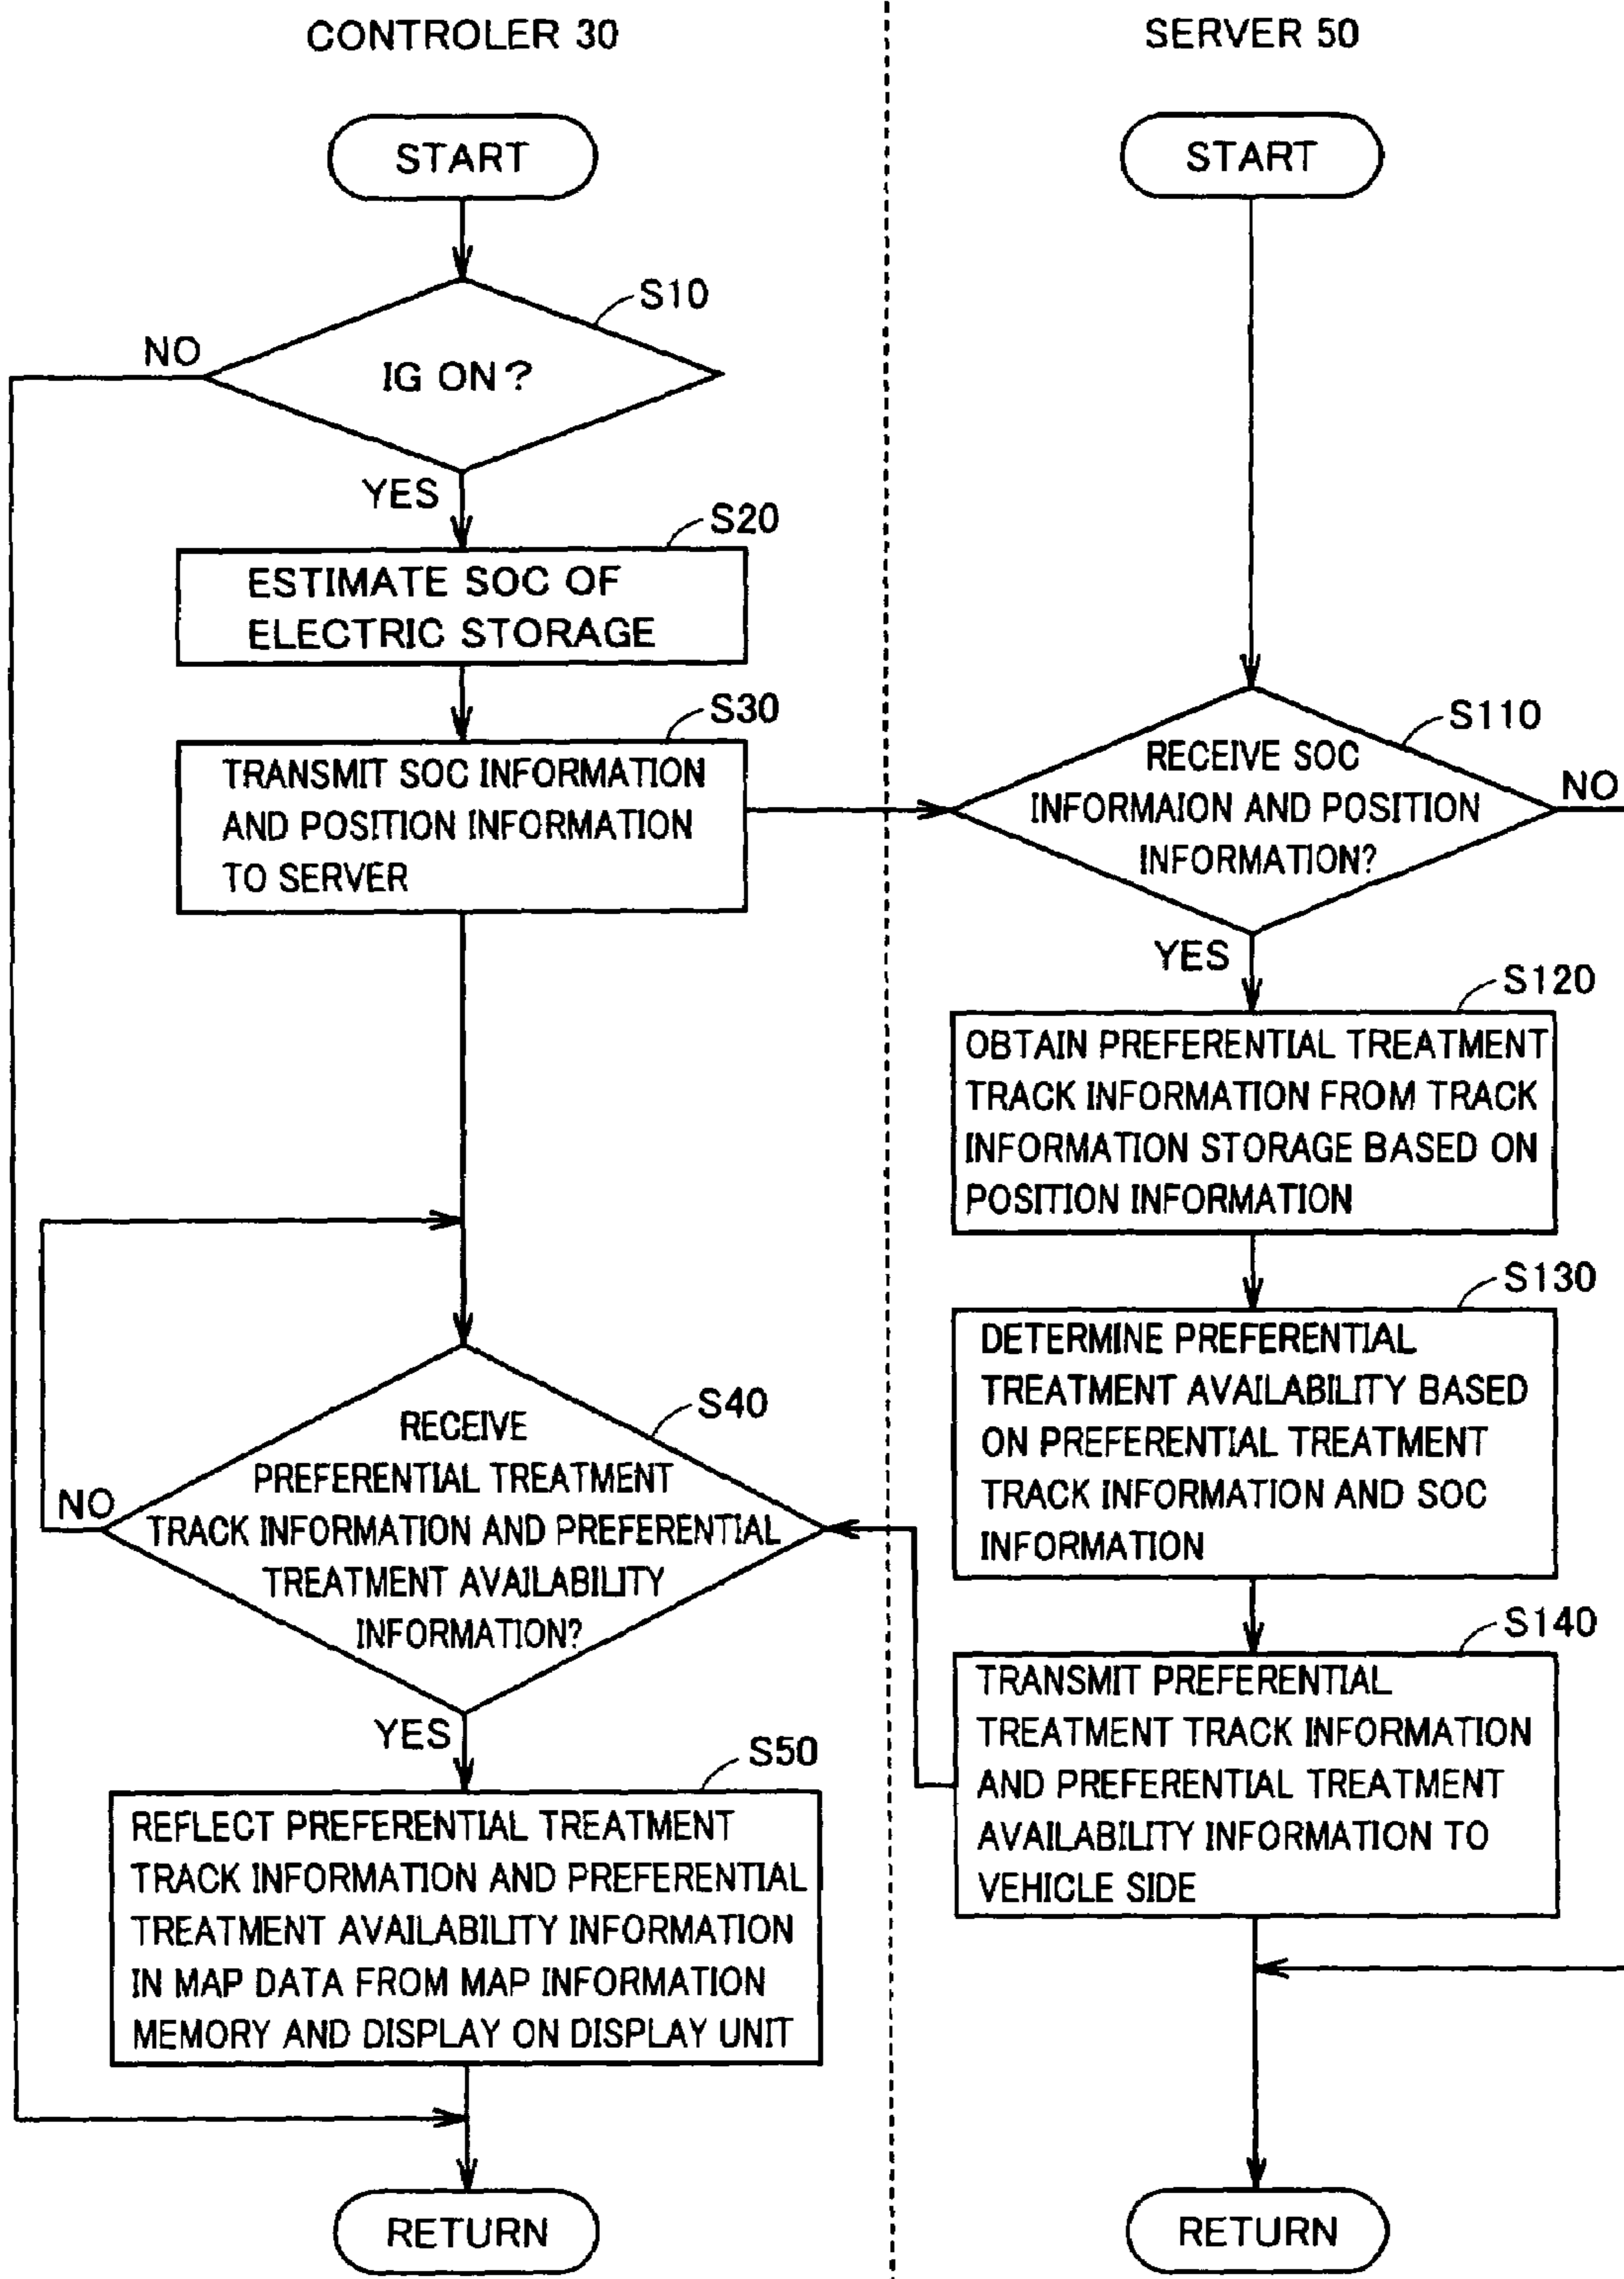 CONTROLER 30
START
S10
IG ON?
NO
YES
S20
ESTIMATE SOC OF
ELECTRIC STORAGE
S30
TRANSMIT SOC INFORMATION
AND POSITION INFORMATION
TO SERVER
S40
RECEIVE
PREFERENTIAL TREATMENT
TRACK INFORMATION AND PREFERENTIAL
TREATMENT AVAILABILITY
INFORMATION?
NO
YES
S50
REFLECT PREFERENTIAL TREATMENT
TRACK INFORMATION AND PREFERENTIAL
TREATMENT AVAILABILITY INFORMATION
IN MAP DATA FROM MAP INFORMATION
MEMORY AND DISPLAY ON DISPLAY UNIT
RETURN
SERVER 50
START
S110
RECEIVE SOC
INFORMAION AND POSITION
INFORMATION?
NO
YES
S120
OBTAIN PREFERENTIAL TREATMENT
TRACK INFORMATION FROM TRACK
INFORMATION STORAGE BASED ON
POSITION INFORMATION
S130
DETERMINE PREFERENTIAL
TREATMENT AVAILABILITY BASED
ON PREFERENTIAL TREATMENT
TRACK INFORMATION AND SOC
INFORMATION
S140
TRANSMIT PREFERENTIAL
TREATMENT TRACK INFORMATION
AND PREFERENTIAL TREATMENT
AVAILABILITY INFORMATION TO
VEHICLE SIDE
RETURN